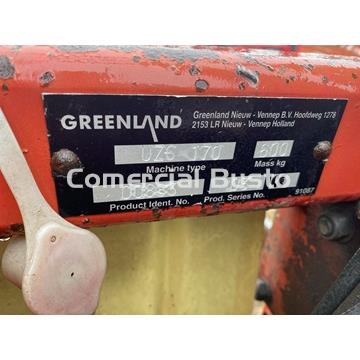 GREENLAND
Greenland Nieuw - Vennep B.V. Hoofdweg 1278
2153 LR Nieuw - Vennep Holland
UZS 170
600
Machine type
Mass kg
Comercial Busto
Product Ident. No.
Prod. Series No.
91087